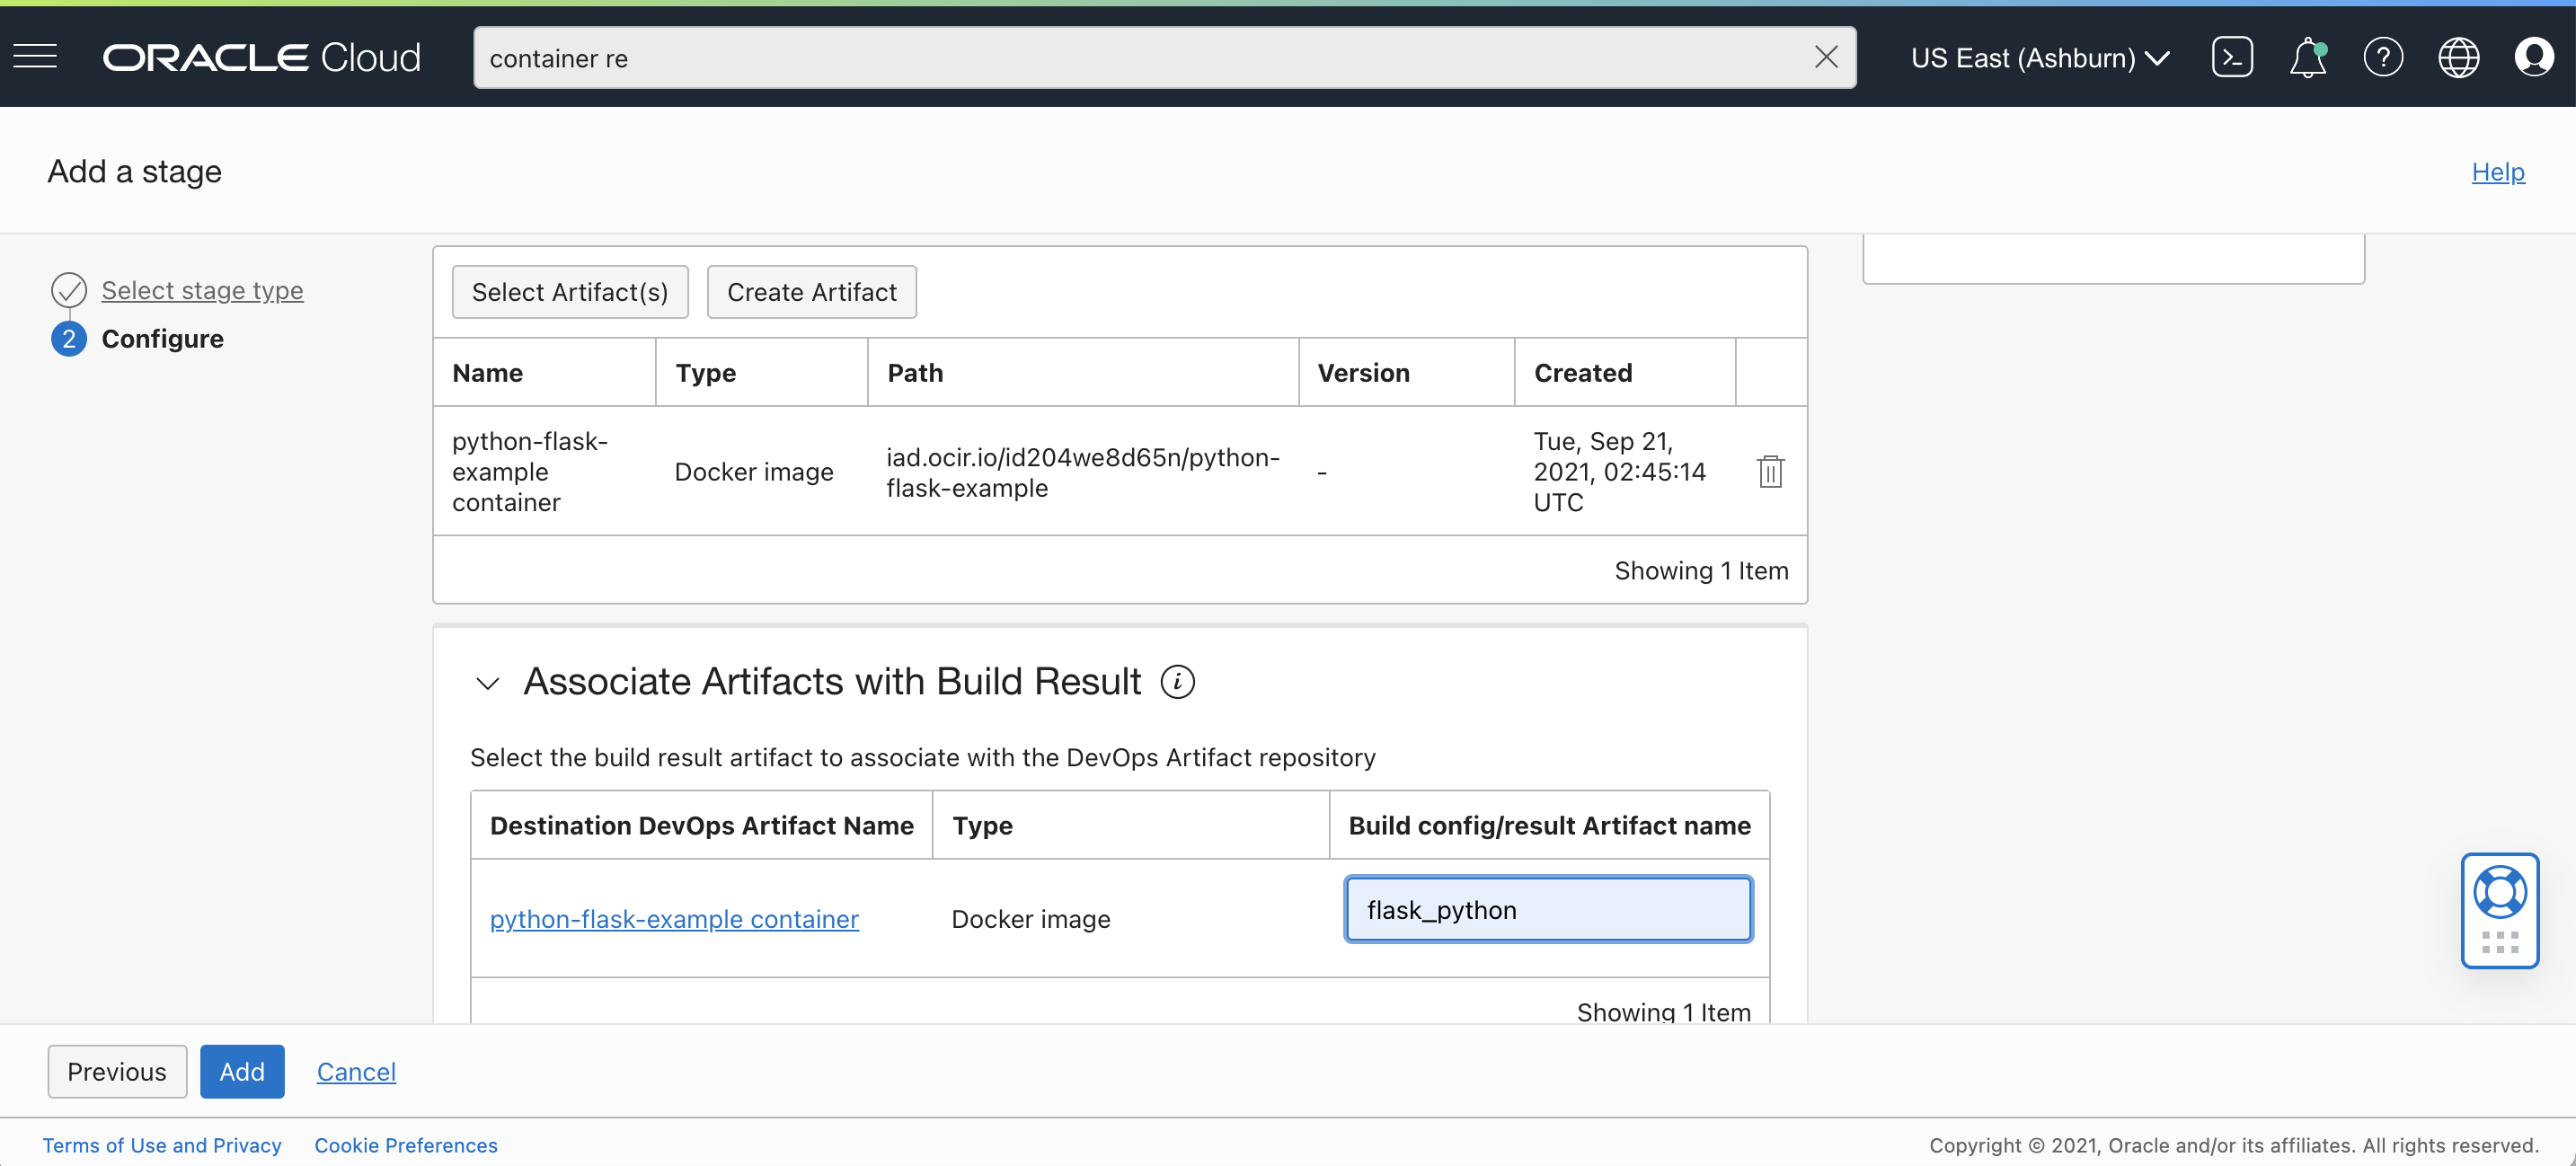 ORACLE Cloud
container re
US East (Ashburn)
Add a stage
Help
Select stage type
2 Configure
Select Artifact(s) Create Artifact
Name Type Path Version Created
python-flask-
example
container
Docker image
iad.ocir.io/id204we8d65n/python-
flask-example
-
Tue, Sep 21,
2021, 02:45:14
UTC
Showing 1 Item
Associate Artifacts with Build Result i
Select the build result artifact to associate with the DevOps Artifact repository
Destination DevOps Artifact Name Type Build config/result Artifact name
python-flask-example container Docker image flask_python
Showing 1 Item
Previous Add Cancel
Terms of Use and Privacy Cookie Preferences
Copyright © 2021, Oracle and/or its affiliates. All rights reserved.